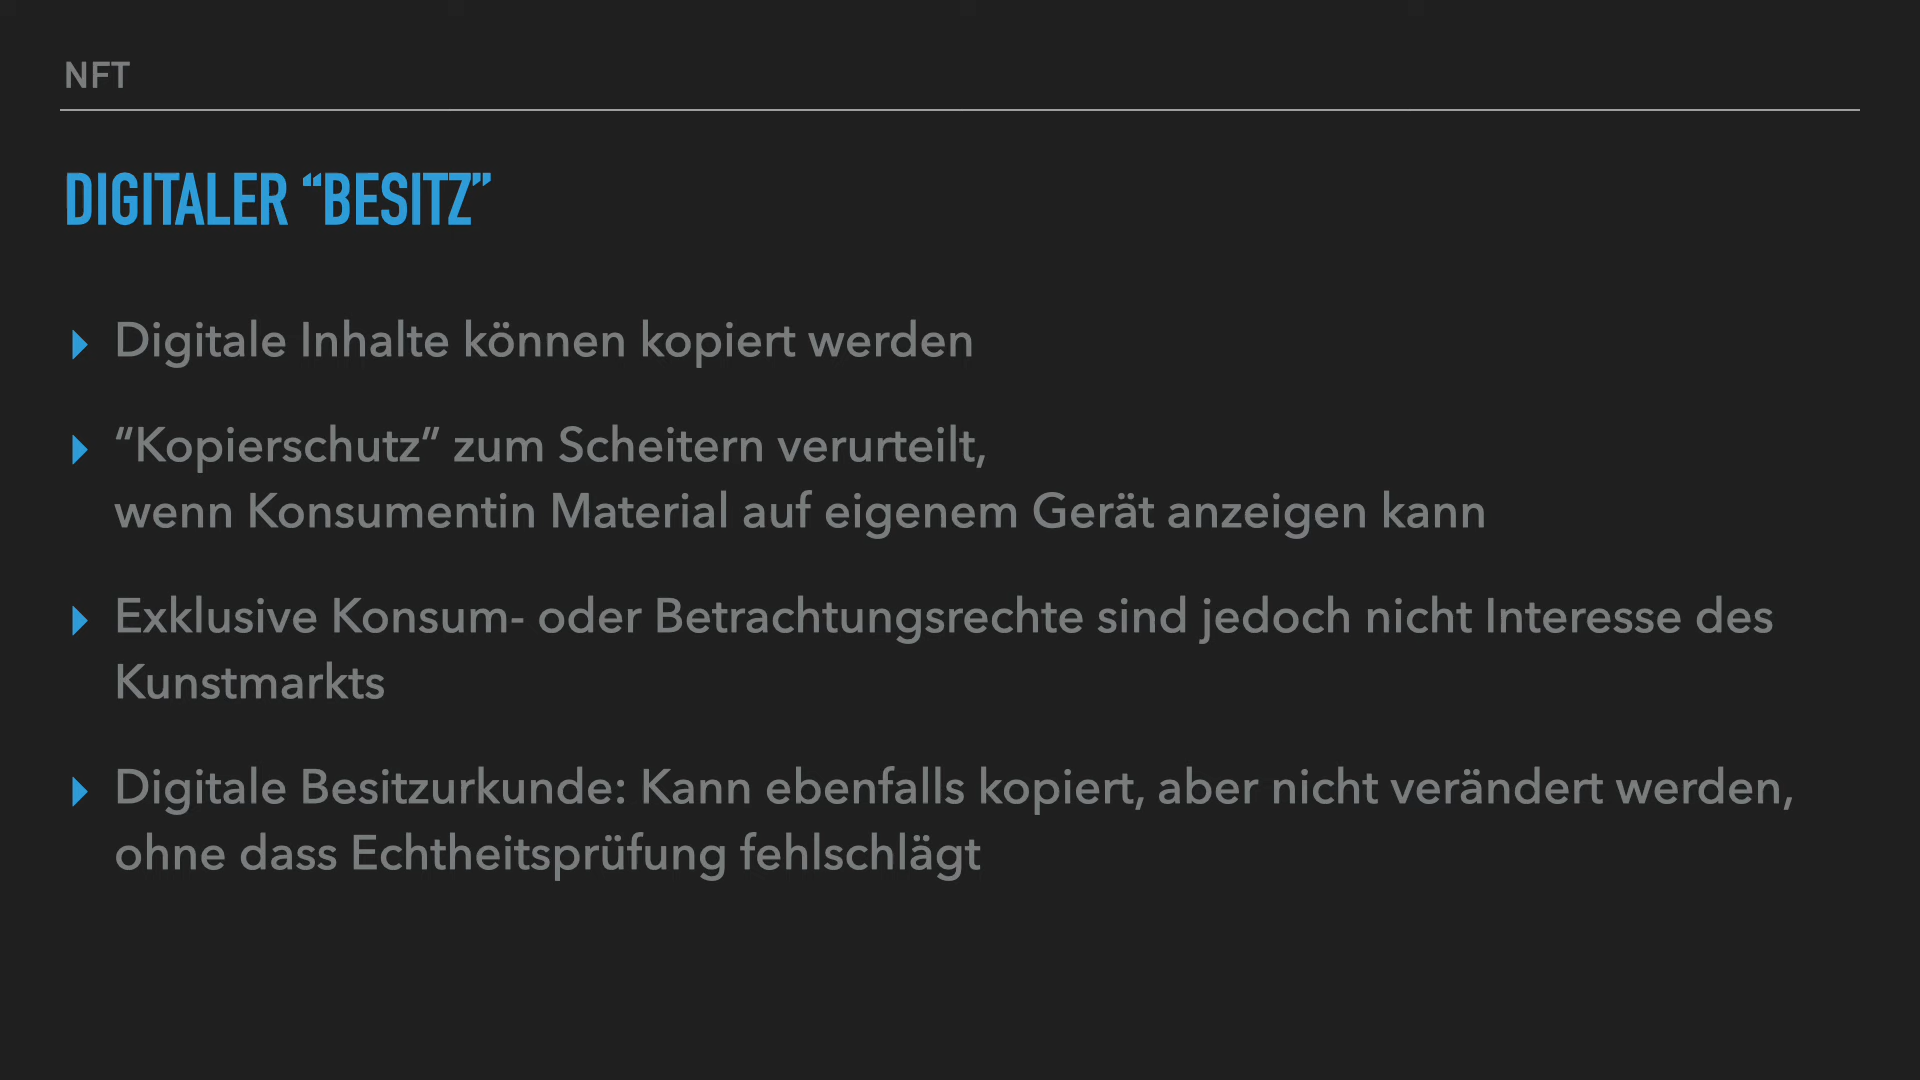 NFT
DIGITALER “BESITZ”
Digitale Inhalte können kopiert werden
“Kopierschutz” zum Scheitern verurteilt,
wenn Konsumentin Material auf eigenem Gerät anzeigen kann
Exklusive Konsum- oder Betrachtungsrechte sind jedoch nicht Interesse des
Kunstmarkts
Digitale Besitzurkunde: Kann ebenfalls kopiert, aber nicht verändert werden,
ohne dass Echtheitsprüfung fehlschlägt